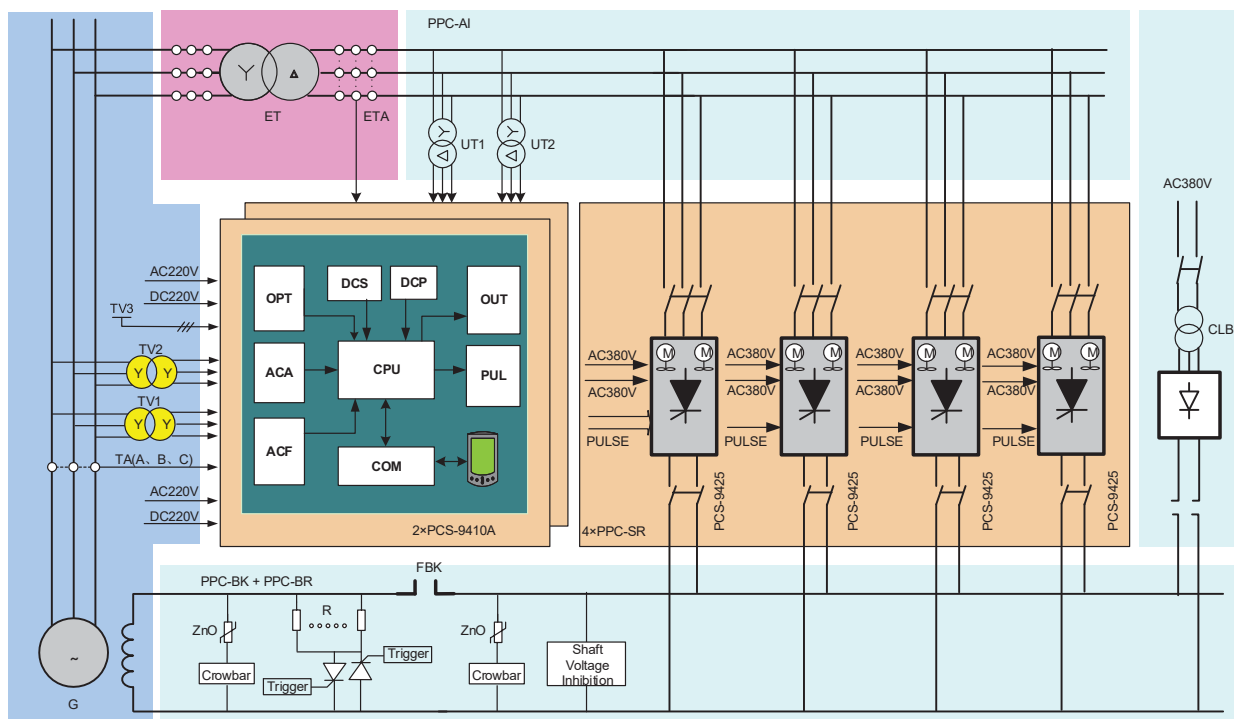 PPC-AI
ET
ETA
UT1
UT2
AC380V
CLB
AC220V
DC220V
TV3
TV2
Y Y
TV1
Y Y
TA(A、B、C)
AC220V
DC220V
OPT
DCS
DCP
OUT
ACA
CPU
PUL
ACF
COM
2×PCS-9410A
M M
AC380V
AC380V
PULSE
PCS-9425
M M
AC380V
AC380V
PULSE
PCS-9425
M M
AC380V
AC380V
PULSE
PCS-9425
M M
AC380V
AC380V
PULSE
PCS-9425
4×PPC-SR
PPC-BK + PPC-BR
FBK
ZnO
Crowbar
R
Trigger
Trigger
ZnO
Crowbar
Shaft
Voltage
Inhibition
~
G